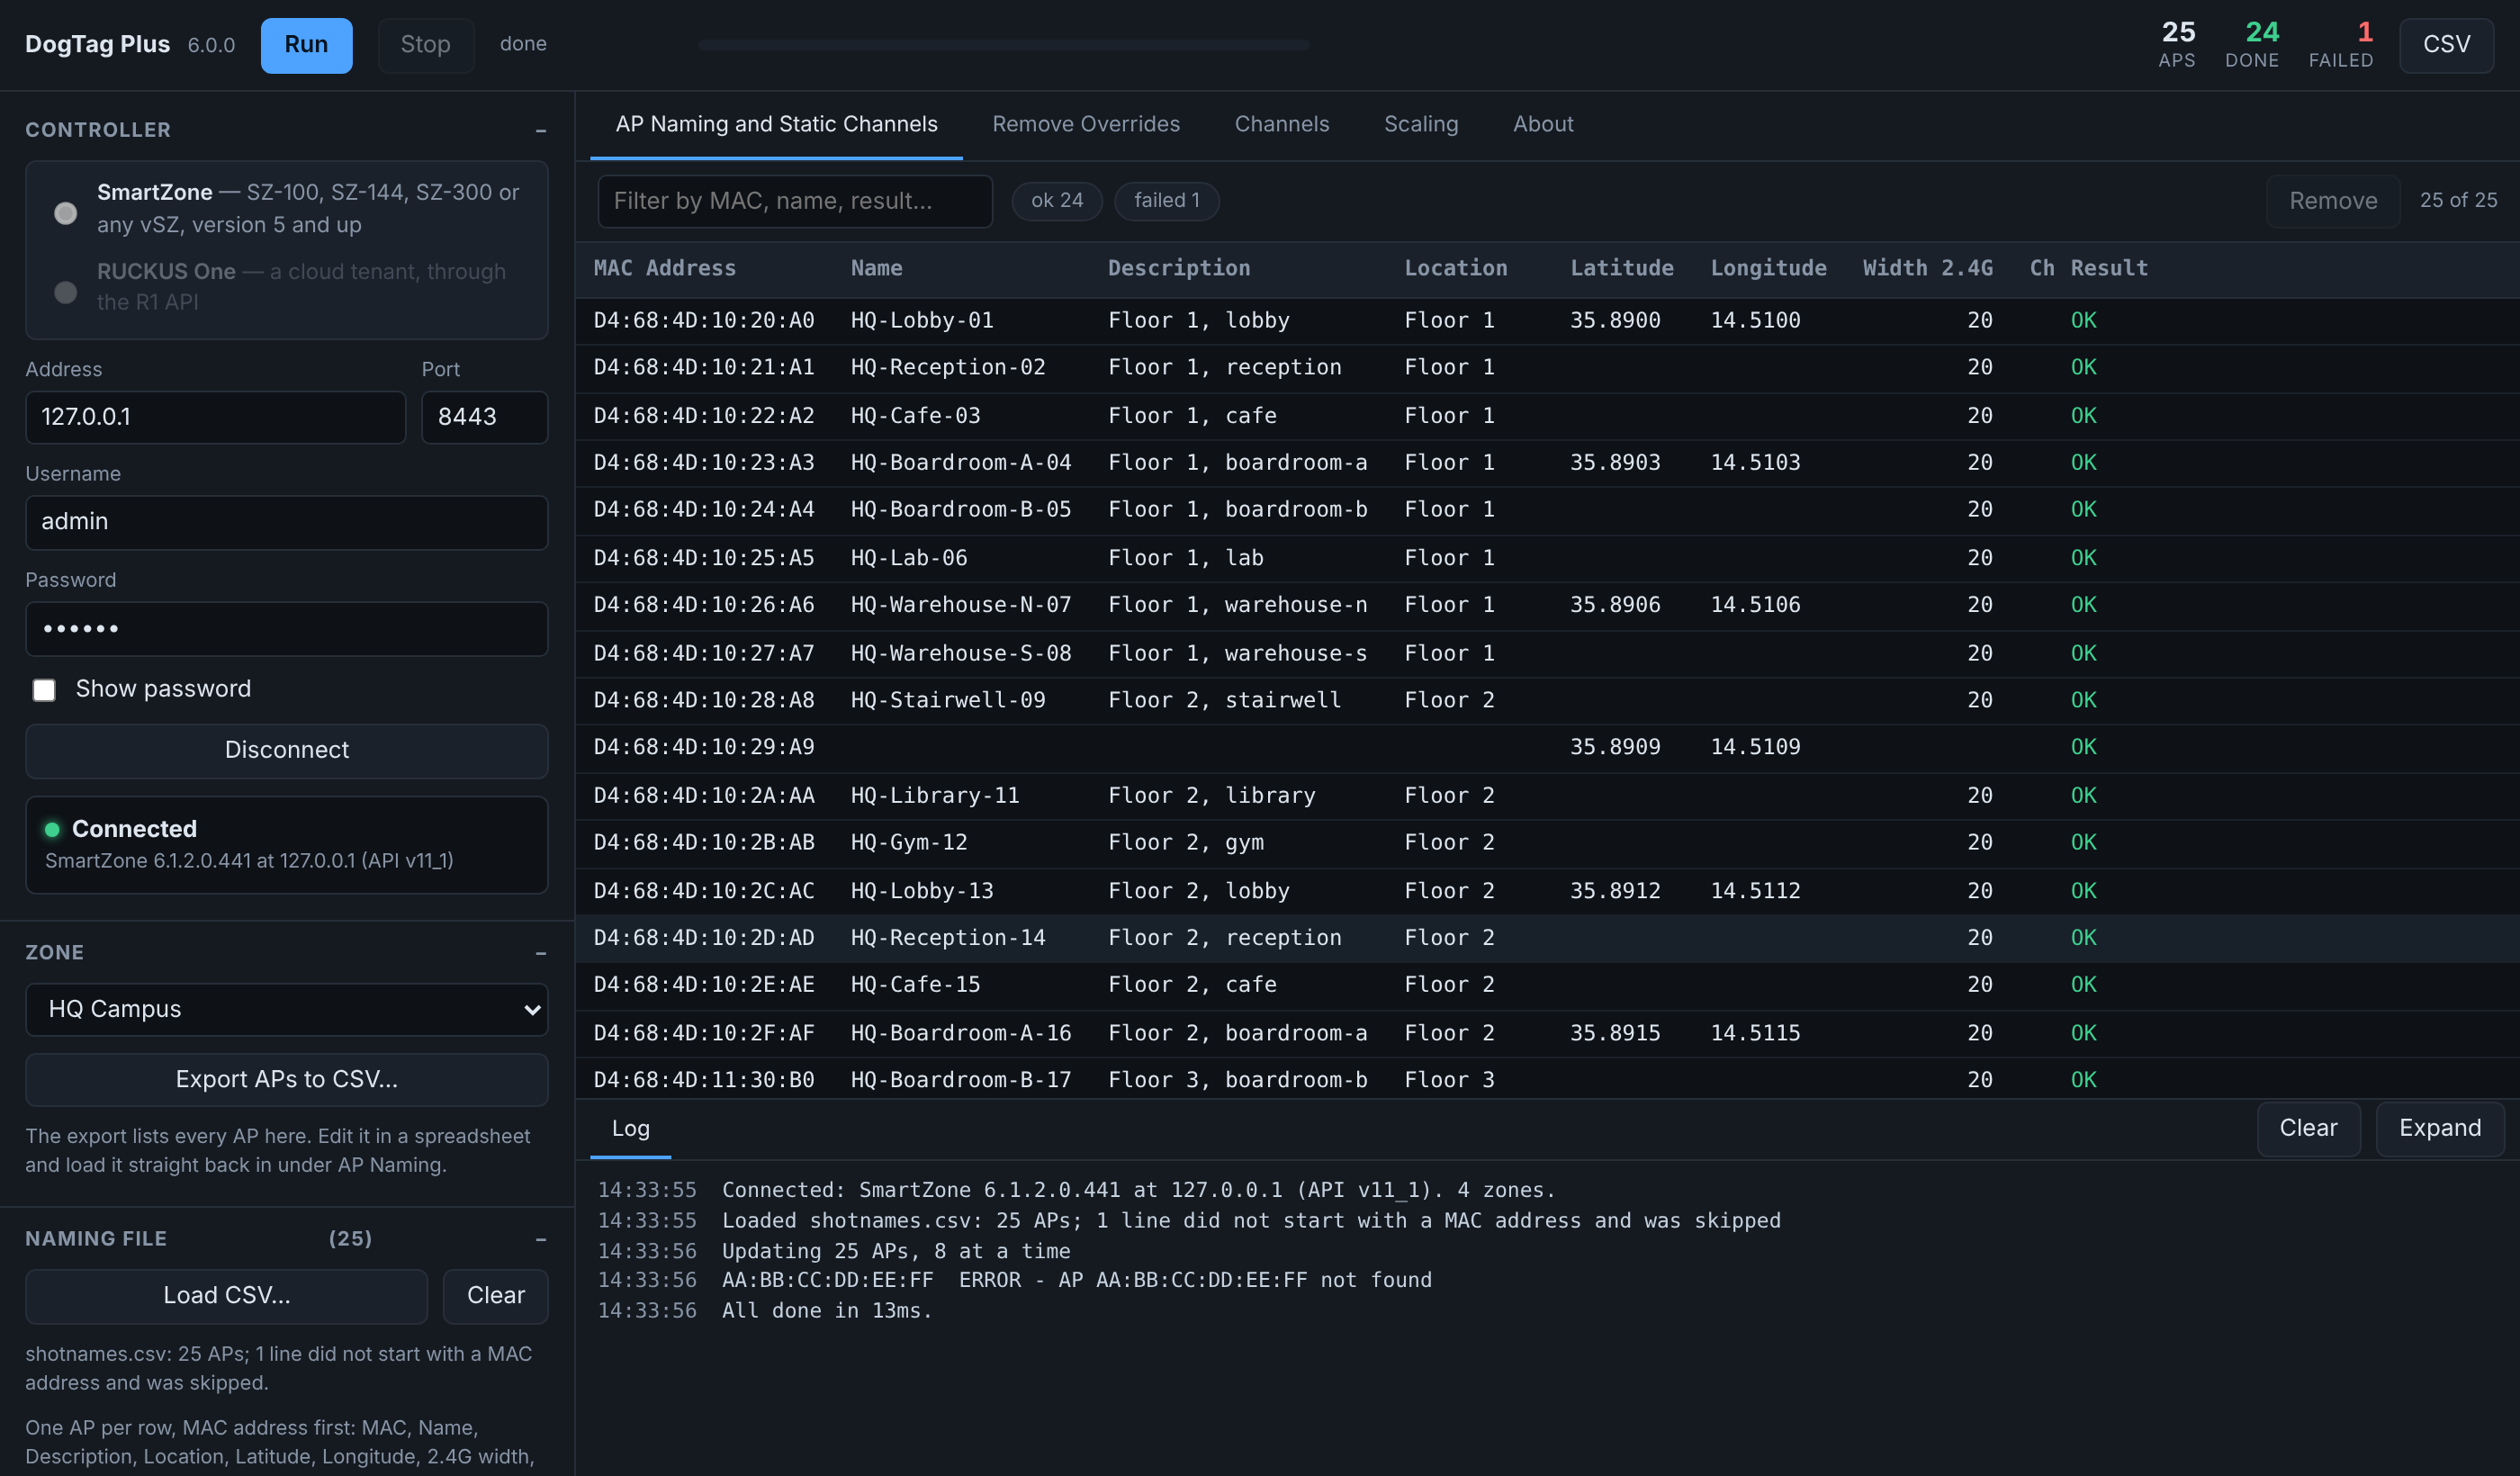 DogTag Plus 6.0.0 Run Stop done 25 APS 24 DONE 1 FAILED CSV
CONTROLLER –
SmartZone — SZ-100, SZ-144, SZ-300 or
any vSZ, version 5 and up
RUCKUS One — a cloud tenant, through
the R1 API
Address Port
127.0.0.1 8443
Username
admin
Password
••••••
Show password
Disconnect
Connected
SmartZone 6.1.2.0.441 at 127.0.0.1 (API v11_1)
ZONE –
HQ Campus
Export APs to CSV...
The export lists every AP here. Edit it in a spreadsheet
and load it straight back in under AP Naming.
NAMING FILE (25) –
Load CSV... Clear
shotnames.csv: 25 APs; 1 line did not start with a MAC
address and was skipped.
One AP per row, MAC address first: MAC, Name,
Description, Location, Latitude, Longitude, 2.4G width,
AP Naming and Static Channels Remove Overrides Channels Scaling About
Filter by MAC, name, result... ok 24 failed 1 Remove 25 of 25
MAC Address Name Description Location Latitude Longitude Width 2.4G Ch Result
D4:68:4D:10:20:A0 HQ-Lobby-01 Floor 1, lobby Floor 1 35.8900 14.5100 20 OK
D4:68:4D:10:21:A1 HQ-Reception-02 Floor 1, reception Floor 1 20 OK
D4:68:4D:10:22:A2 HQ-Cafe-03 Floor 1, cafe Floor 1 20 OK
D4:68:4D:10:23:A3 HQ-Boardroom-A-04 Floor 1, boardroom-a Floor 1 35.8903 14.5103 20 OK
D4:68:4D:10:24:A4 HQ-Boardroom-B-05 Floor 1, boardroom-b Floor 1 20 OK
D4:68:4D:10:25:A5 HQ-Lab-06 Floor 1, lab Floor 1 20 OK
D4:68:4D:10:26:A6 HQ-Warehouse-N-07 Floor 1, warehouse-n Floor 1 35.8906 14.5106 20 OK
D4:68:4D:10:27:A7 HQ-Warehouse-S-08 Floor 1, warehouse-s Floor 1 20 OK
D4:68:4D:10:28:A8 HQ-Stairwell-09 Floor 2, stairwell Floor 2 20 OK
D4:68:4D:10:29:A9 35.8909 14.5109 OK
D4:68:4D:10:2A:AA HQ-Library-11 Floor 2, library Floor 2 20 OK
D4:68:4D:10:2B:AB HQ-Gym-12 Floor 2, gym Floor 2 20 OK
D4:68:4D:10:2C:AC HQ-Lobby-13 Floor 2, lobby Floor 2 35.8912 14.5112 20 OK
D4:68:4D:10:2D:AD HQ-Reception-14 Floor 2, reception Floor 2 20 OK
D4:68:4D:10:2E:AE HQ-Cafe-15 Floor 2, cafe Floor 2 20 OK
D4:68:4D:10:2F:AF HQ-Boardroom-A-16 Floor 2, boardroom-a Floor 2 35.8915 14.5115 20 OK
D4:68:4D:11:30:B0 HQ-Boardroom-B-17 Floor 3, boardroom-b Floor 3 20 OK
Log Clear Expand
14:33:55 Connected: SmartZone 6.1.2.0.441 at 127.0.0.1 (API v11_1). 4 zones.
14:33:55 Loaded shotnames.csv: 25 APs; 1 line did not start with a MAC address and was skipped
14:33:56 Updating 25 APs, 8 at a time
14:33:56 AA:BB:CC:DD:EE:FF ERROR - AP AA:BB:CC:DD:EE:FF not found
14:33:56 All done in 13ms.